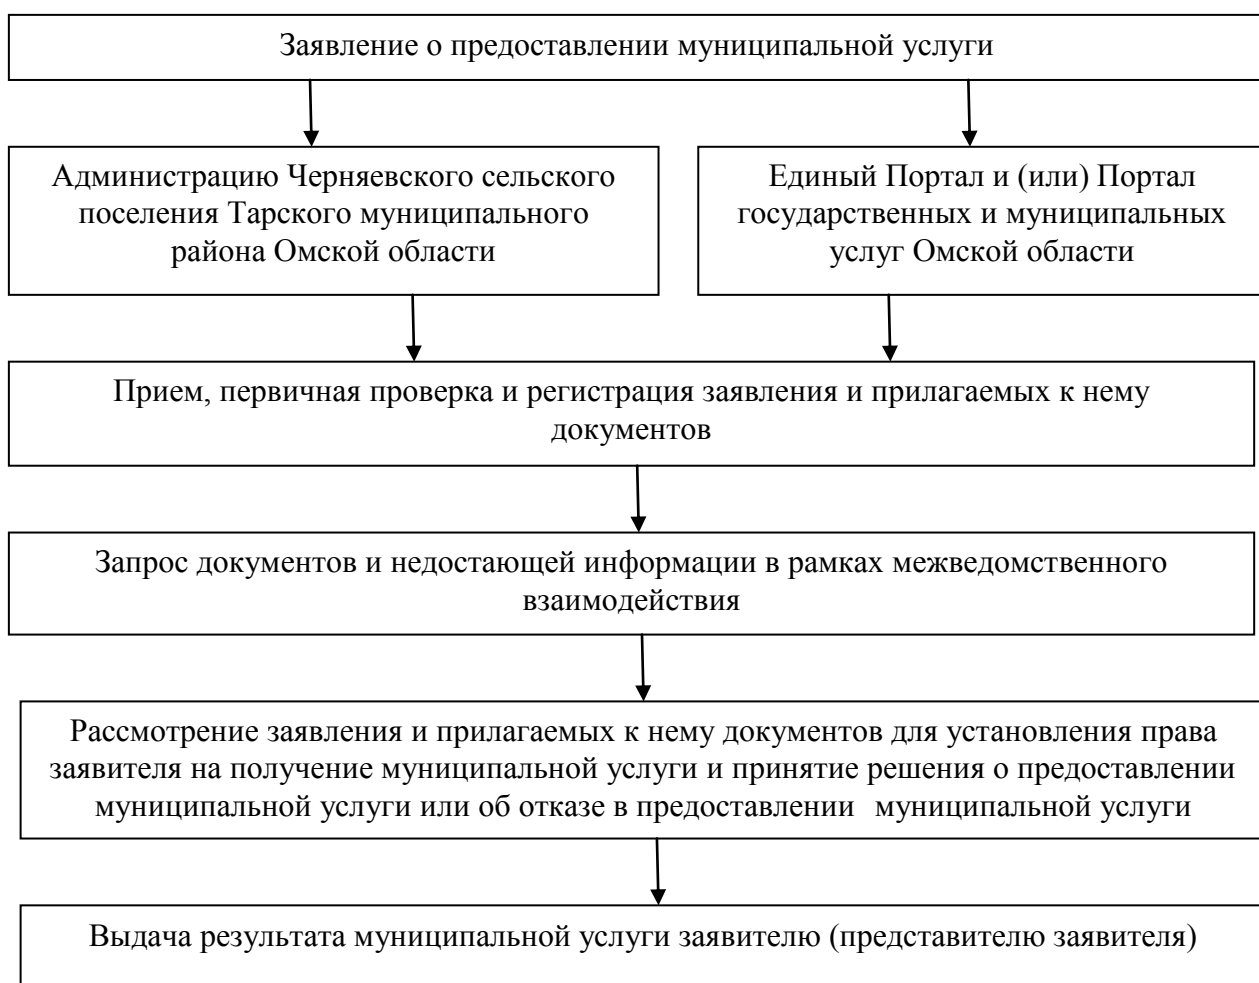 Заявление о предоставлении муниципальной услуги
Администрацию Черняевского сельского
поселения Тарского муниципального
района Омской области
Единый Портал и (или) Портал
государственных и муниципальных
услуг Омской области
Прием, первичная проверка и регистрация заявления и прилагаемых к нему
документов
Запрос документов и недостающей информации в рамках межведомственного
взаимодействия
Рассмотрение заявления и прилагаемых к нему документов для установления права
заявителя на получение муниципальной услуги и принятие решения о предоставлении
муниципальной услуги или об отказе в предоставлении муниципальной услуги
Выдача результата муниципальной услуги заявителю (представителю заявителя)